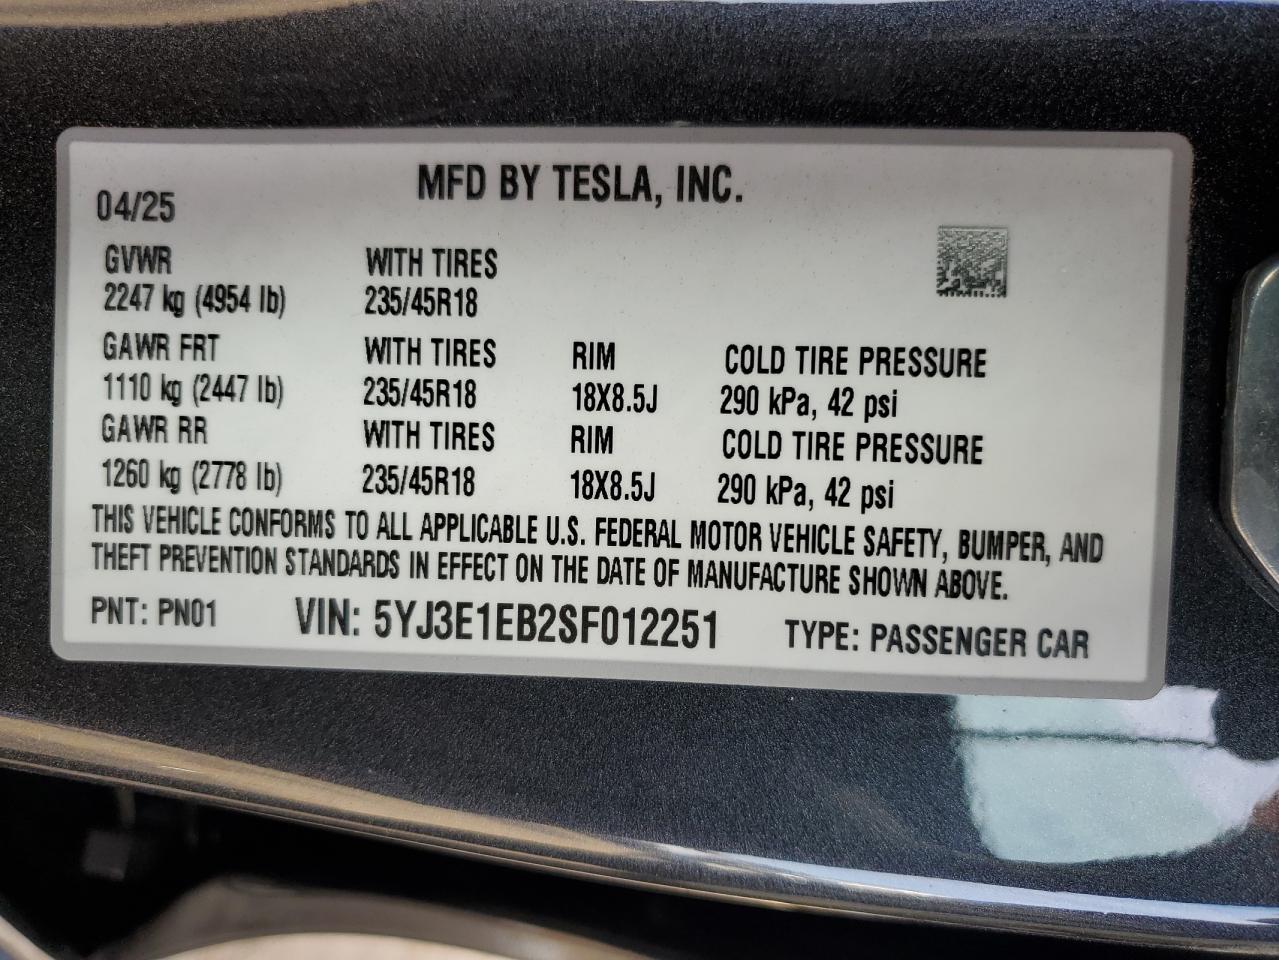 MFD BY TESLA, INC.
04/25
GVWR WITH TIRES
2247 kg (4954 lb) 235/45R18
GAWR FRT WITH TIRES RIM COLD TIRE PRESSURE
1110 kg (2447 lb) 235/45R18 18X8.5J 290 kPa, 42 psi
GAWR RR WITH TIRES RIM COLD TIRE PRESSURE
1260 kg (2778 lb) 235/45R18 18X8.5J 290 kPa, 42 psi
THIS VEHICLE CONFORMS TO ALL APPLICABLE U.S. FEDERAL MOTOR VEHICLE SAFETY, BUMPER, AND
THEFT PREVENTION STANDARDS IN EFFECT ON THE DATE OF MANUFACTURE SHOWN ABOVE.
PNT: PN01 VIN: 5YJ3E1EB2SF012251 TYPE: PASSENGER CAR